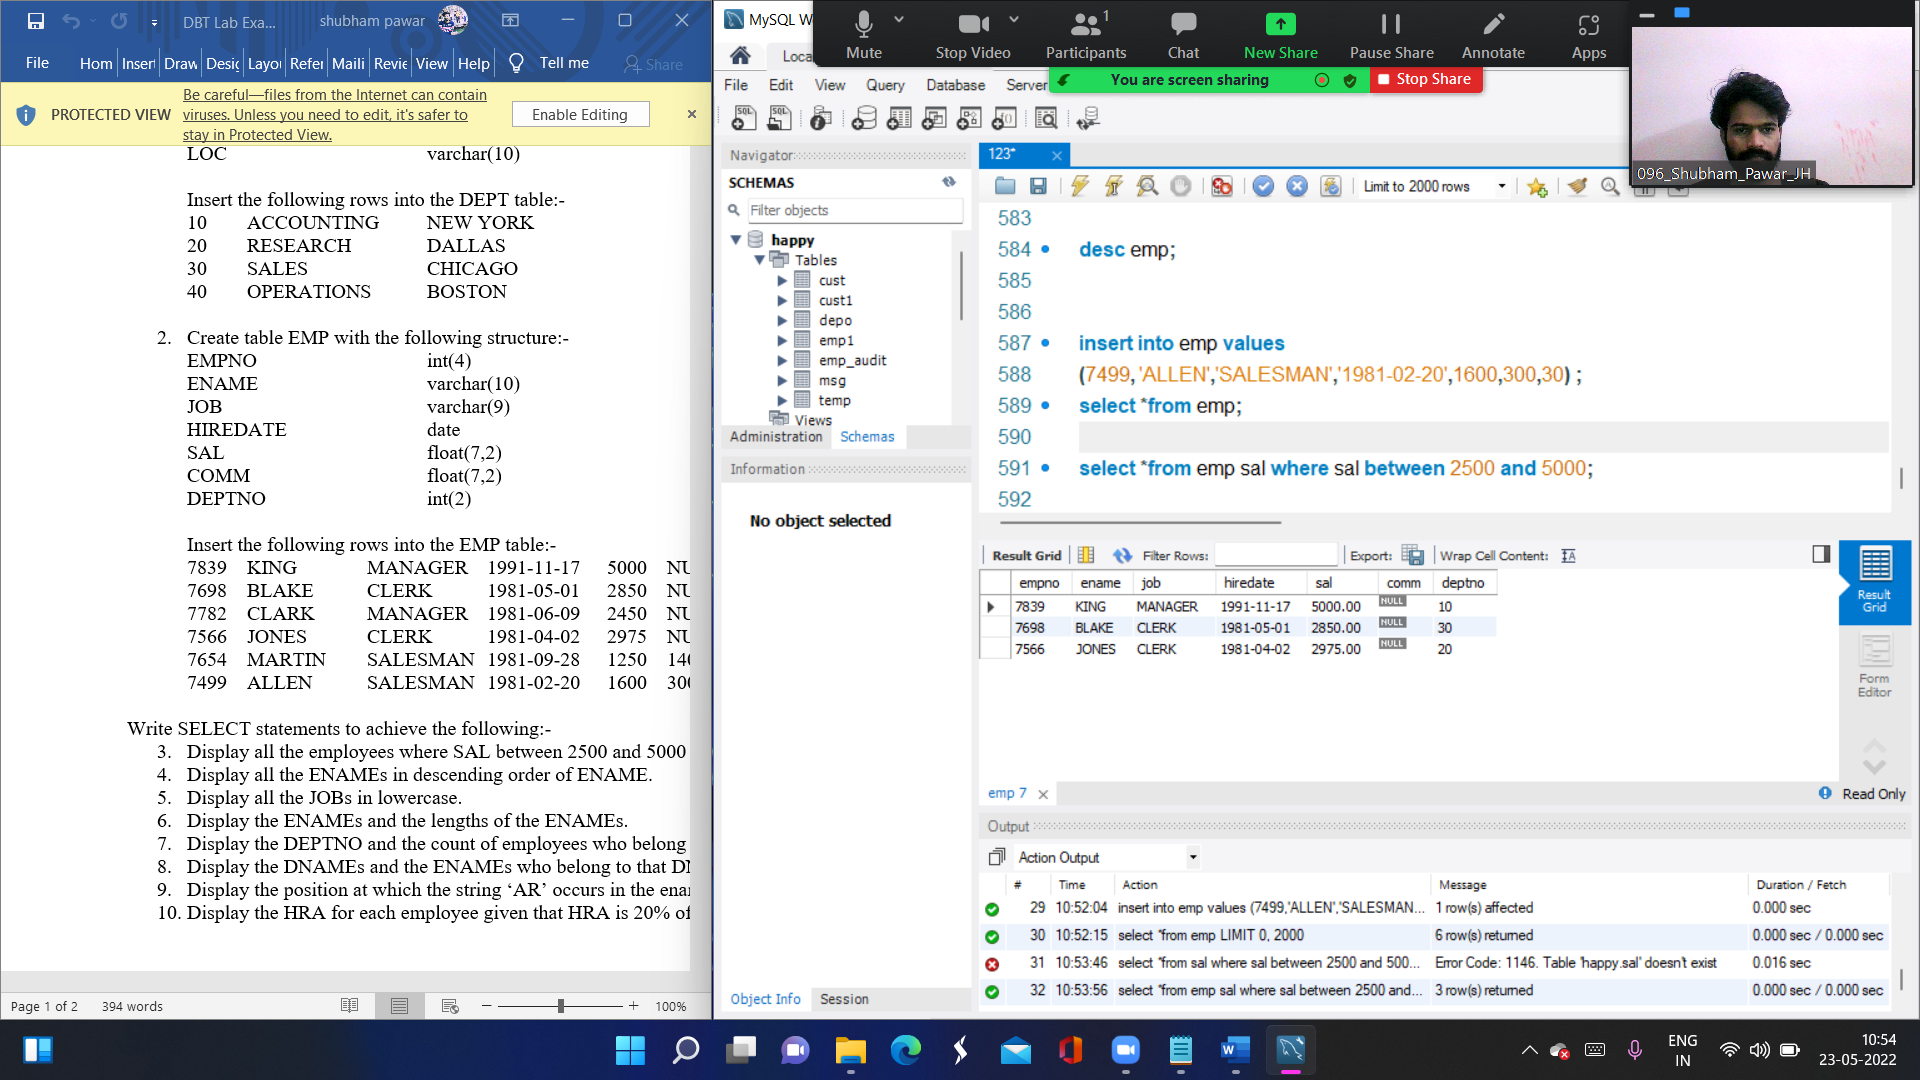 DBT Lab Exa...
shubham pawar
File
Hom
Inser
Draw
Desig
Layou
Refer
Maili
Revie
View
Help
Tell me
Share
PROTECTED VIEW
Be careful—files from the Internet can contain
viruses. Unless you need to edit, it's safer to
stay in Protected View.
Enable Editing
LOC varchar(10)
Insert the following rows into the DEPT table:-
10 ACCOUNTING NEW YORK
20 RESEARCH DALLAS
30 SALES CHICAGO
40 OPERATIONS BOSTON
2. Create table EMP with the following structure:-
EMPNO int(4)
ENAME varchar(10)
JOB varchar(9)
HIREDATE date
SAL float(7,2)
COMM float(7,2)
DEPTNO int(2)
Insert the following rows into the EMP table:-
7839 KING MANAGER 1991-11-17 5000 NU
7698 BLAKE CLERK 1981-05-01 2850 NU
7782 CLARK MANAGER 1981-06-09 2450 NU
7566 JONES CLERK 1981-04-02 2975 NU
7654 MARTIN SALESMAN 1981-09-28 1250 140
7499 ALLEN SALESMAN 1981-02-20 1600 300
Write SELECT statements to achieve the following:-
3. Display all the employees where SAL between 2500 and 5000
4. Display all the ENAMEs in descending order of ENAME.
5. Display all the JOBs in lowercase.
6. Display the ENAMEs and the lengths of the ENAMEs.
7. Display the DEPTNO and the count of employees who belong
8. Display the DNAMEs and the ENAMEs who belong to that DN
9. Display the position at which the string ‘AR’ occurs in the enam
10. Display the HRA for each employee given that HRA is 20% of
Page 1 of 2 394 words
100%
MySQL W
Loca
Mute
Stop Video
1
Participants
Chat
New Share
Pause Share
Annotate
Apps
You are screen sharing
Stop Share
096_Shubham_Pawar_JH
File Edit View Query Database Server
Navigator
SCHEMAS
Filter objects
happy
Tables
cust
cust1
depo
emp1
emp_audit
msg
temp
Views
Administration Schemas
Information
No object selected
Object Info Session
123*
Limit to 2000 rows
583
584 desc emp;
585
586
587 insert into emp values
588 (7499, 'ALLEN','SALESMAN','1981-02-20',1600,300,30) ;
589 select *from emp;
590
591 select *from emp sal where sal between 2500 and 5000;
592
Result Grid Filter Rows: Export: Wrap Cell Content:
empno ename job hiredate sal comm deptno
7839 KING MANAGER 1991-11-17 5000.00 NULL 10
7698 BLAKE CLERK 1981-05-01 2850.00 NULL 30
7566 JONES CLERK 1981-04-02 2975.00 NULL 20
Result
Grid
Form
Editor
emp 7
Read Only
Output
Action Output
# Time Action Message Duration / Fetch
29 10:52:04 insert into emp values (7499,'ALLEN','SALESMAN... 1 row(s) affected 0.000 sec
30 10:52:15 select *from emp LIMIT 0, 2000 6 row(s) returned 0.000 sec / 0.000 sec
31 10:53:46 select *from sal where sal between 2500 and 500... Error Code: 1146. Table 'happy.sal' doesn't exist 0.016 sec
32 10:53:56 select *from emp sal where sal between 2500 and... 3 row(s) returned 0.000 sec / 0.000 sec
ENG
IN
10:54
23-05-2022